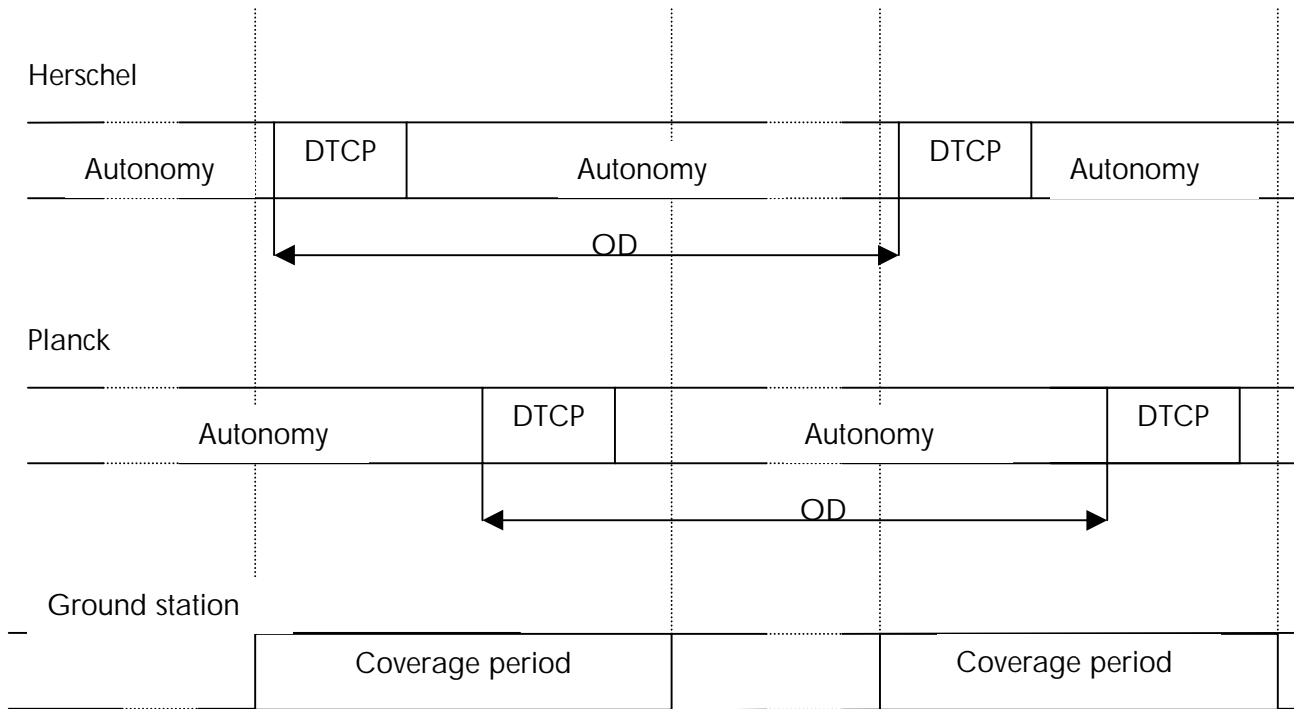 Herschel
DTCP
DTCP
Autonomy
Autonomy
Autonomy
OD
Planck
DTCP
DTCP
Autonomy
Autonomy
OD
Ground station
Coverage period
Coverage period